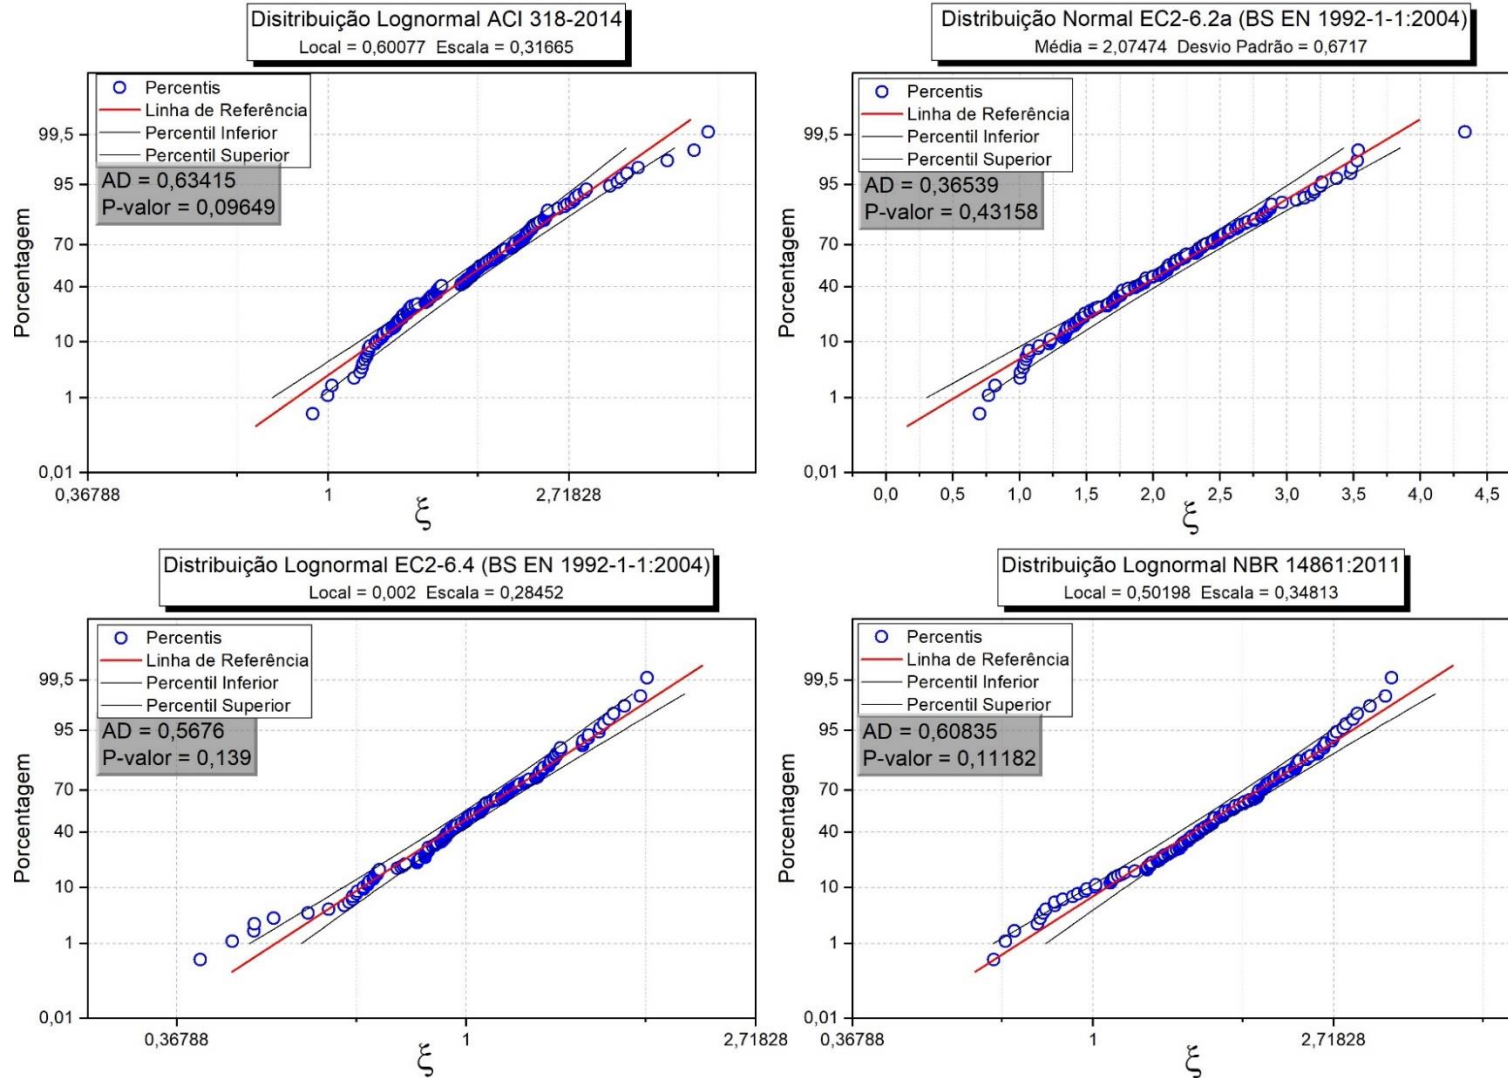 Disitribuição Lognormal ACI 318-2014
Local = 0,60077 Escala = 0,31665
Percentis
Linha de Referência
Percentil Inferior
Percentil Superior
AD = 0,63415
P-valor = 0,09649
Porcentagem
99,5
95
70
40
10
1
0,01
0,36788
1
2,71828
ξ
Distribuição Normal EC2-6.2a (BS EN 1992-1-1:2004)
Média = 2,07474 Desvio Padrão = 0,6717
Percentis
Linha de Referência
Percentil Inferior
Percentil Superior
AD = 0,36539
P-valor = 0,43158
Porcentagem
99,5
95
70
40
10
1
0,01
0,0
0,5
1,0
1,5
2,0
2,5
3,0
3,5
4,0
4,5
ξ
Distribuição Lognormal EC2-6.4 (BS EN 1992-1-1:2004)
Local = 0,002 Escala = 0,28452
Percentis
Linha de Referência
Percentil Inferior
Percentil Superior
AD = 0,5676
P-valor = 0,139
Porcentagem
99,5
95
70
40
10
1
0,01
0,36788
1
2,71828
ξ
Distribuição Lognormal NBR 14861:2011
Local = 0,50198 Escala = 0,34813
Percentis
Linha de Referência
Percentil Inferior
Percentil Superior
AD = 0,60835
P-valor = 0,11182
Porcentagem
99,5
95
70
40
10
1
0,01
0,36788
1
2,71828
ξ